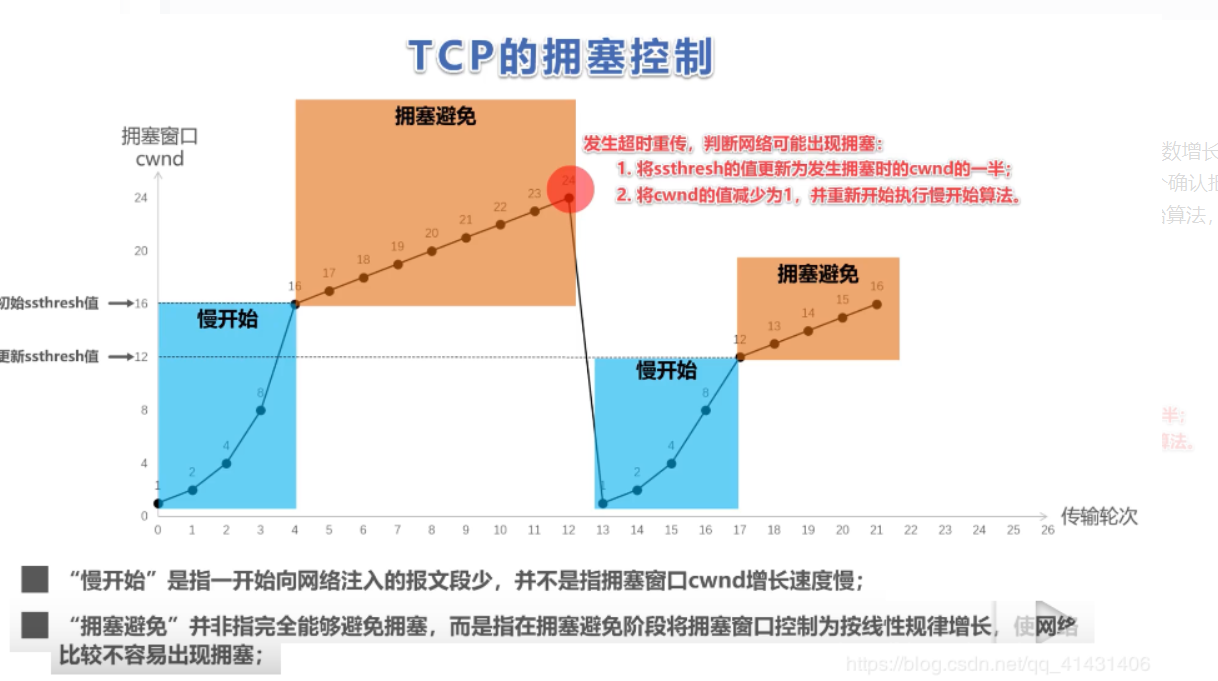 TCP的拥塞控制
拥塞窗口
cwnd
拥塞避免
发生超时重传，判断网络可能出现拥塞：
1. 将ssthresh的值更新为发生拥塞时的cwnd的一半；
2. 将cwnd的值减少为1，并重新开始执行慢开始算法。
数增长
确认报
算法，
24
20
初始ssthresh值
16
更新ssthresh值
12
8
4
0
慢开始
1
2
4
8
16
17
18
19
20
21
22
23
24
慢开始
1
2
4
8
拥塞避免
12
13
14
15
16
半；
算法。
0 1 2 3 4 5 6 7 8 9 10 11 12 13 14 15 16 17 18 19 20 21 22 23 24 25 26
传输轮次
“慢开始”是指一开始向网络注入的报文段少，并不是指拥塞窗口cwnd增长速度慢；
“拥塞避免”并非指完全能够避免拥塞，而是指在拥塞避免阶段将拥塞窗口控制为按线性规律增长，使网络
比较不容易出现拥塞；
https://blog.csdn.net/qq_41431406